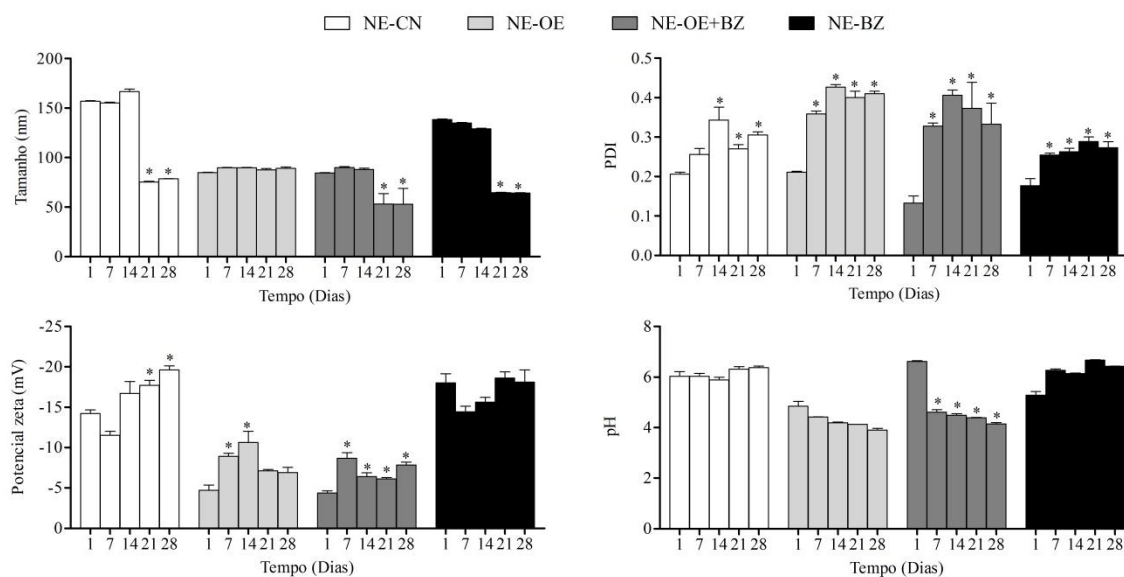 NE-CN NE-OE NE-OE+BZ NE-BZ
Tamanho (nm)
200
150
100
50
0
* * * * * *
1 7 14 21 28 1 7 14 21 28 1 7 14 21 28 1 7 14 21 28
Tempo (Dias)
PDI
0.5
0.4
0.3
0.2
0.1
0.0
* * * * * * * * * * * * * * *
1 7 14 21 28 1 7 14 21 28 1 7 14 21 28 1 7 14 21 28
Tempo (Dias)
Potencial zeta (mV)
-25
-20
-15
-10
-5
0
* * * * * * * *
1 7 14 21 28 1 7 14 21 28 1 7 14 21 28 1 7 14 21 28
Tempo (Dias)
pH
8
6
4
2
0
* * * *
1 7 14 21 28 1 7 14 21 28 1 7 14 21 28 1 7 14 21 28
Tempo (Dias)